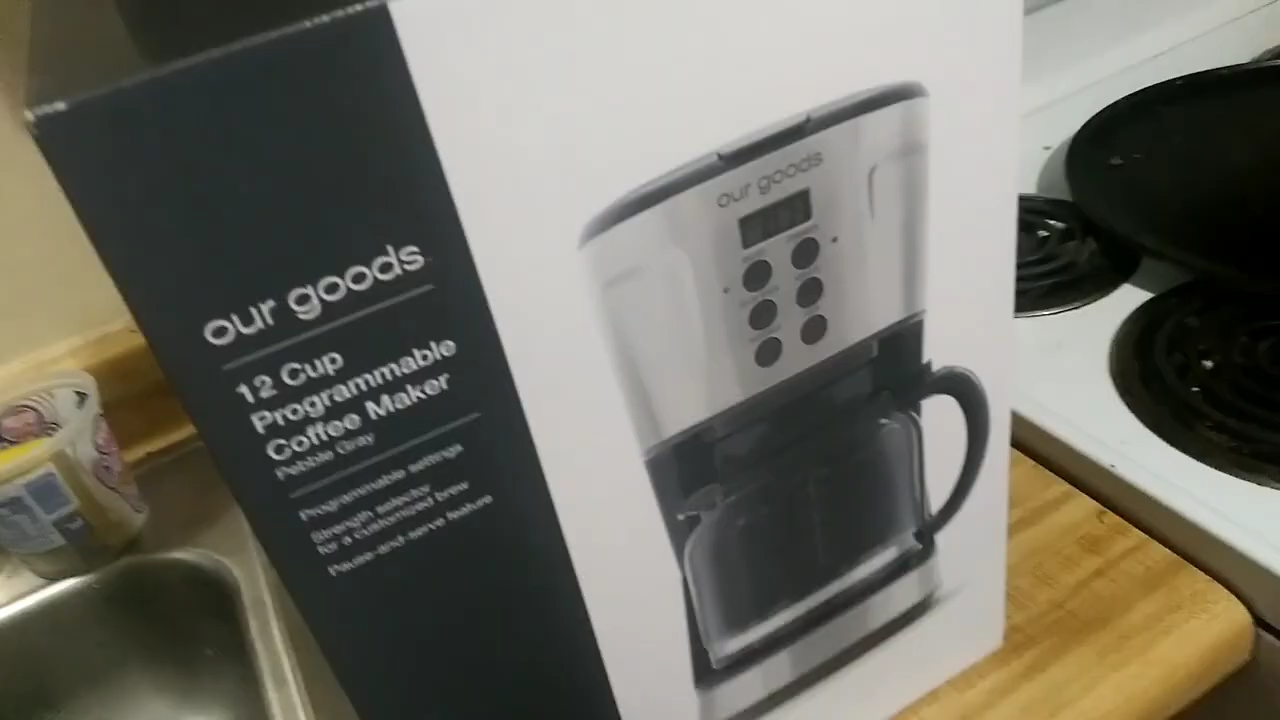 our goods
12 Cup
Programmable
Coffee Maker
Pebble Gray
Programmable settings
Strength selector
for a customized brew
Pause-and-serve feature
our goods